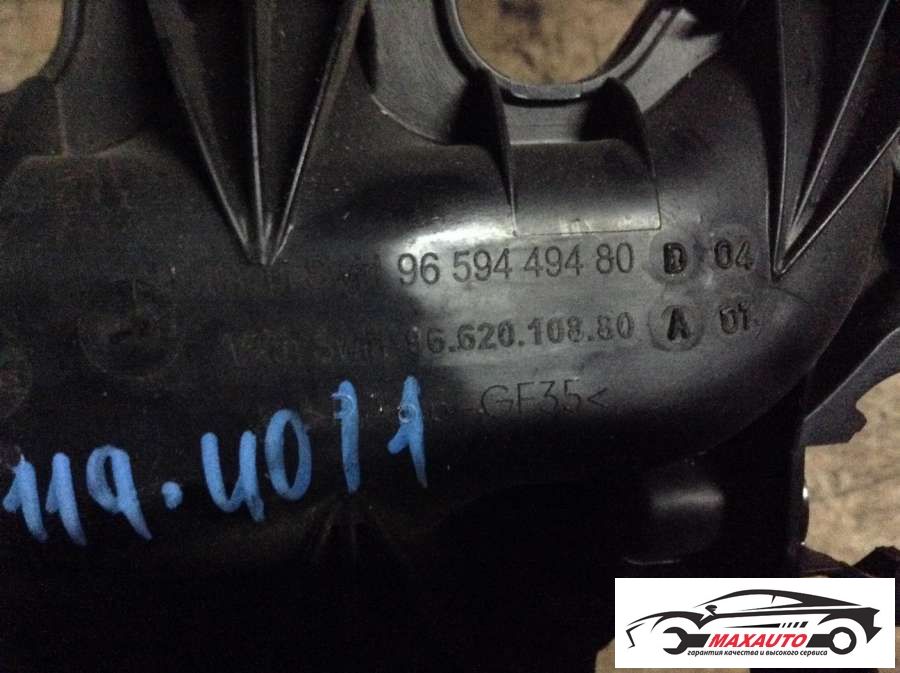 96 594 494 80 D 04
96.620.108.80 A 01
GF35<
119.4011
MAXAUTO
гарантия качества и высокого сервиса